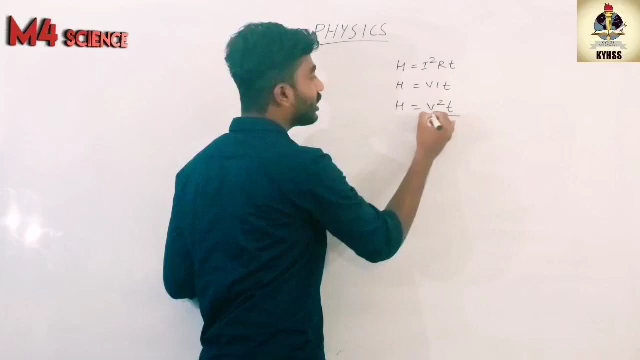 M4 SCIENCE
PHYSICS
KYHSS
H = I²Rt
H = VIt
H = V²t